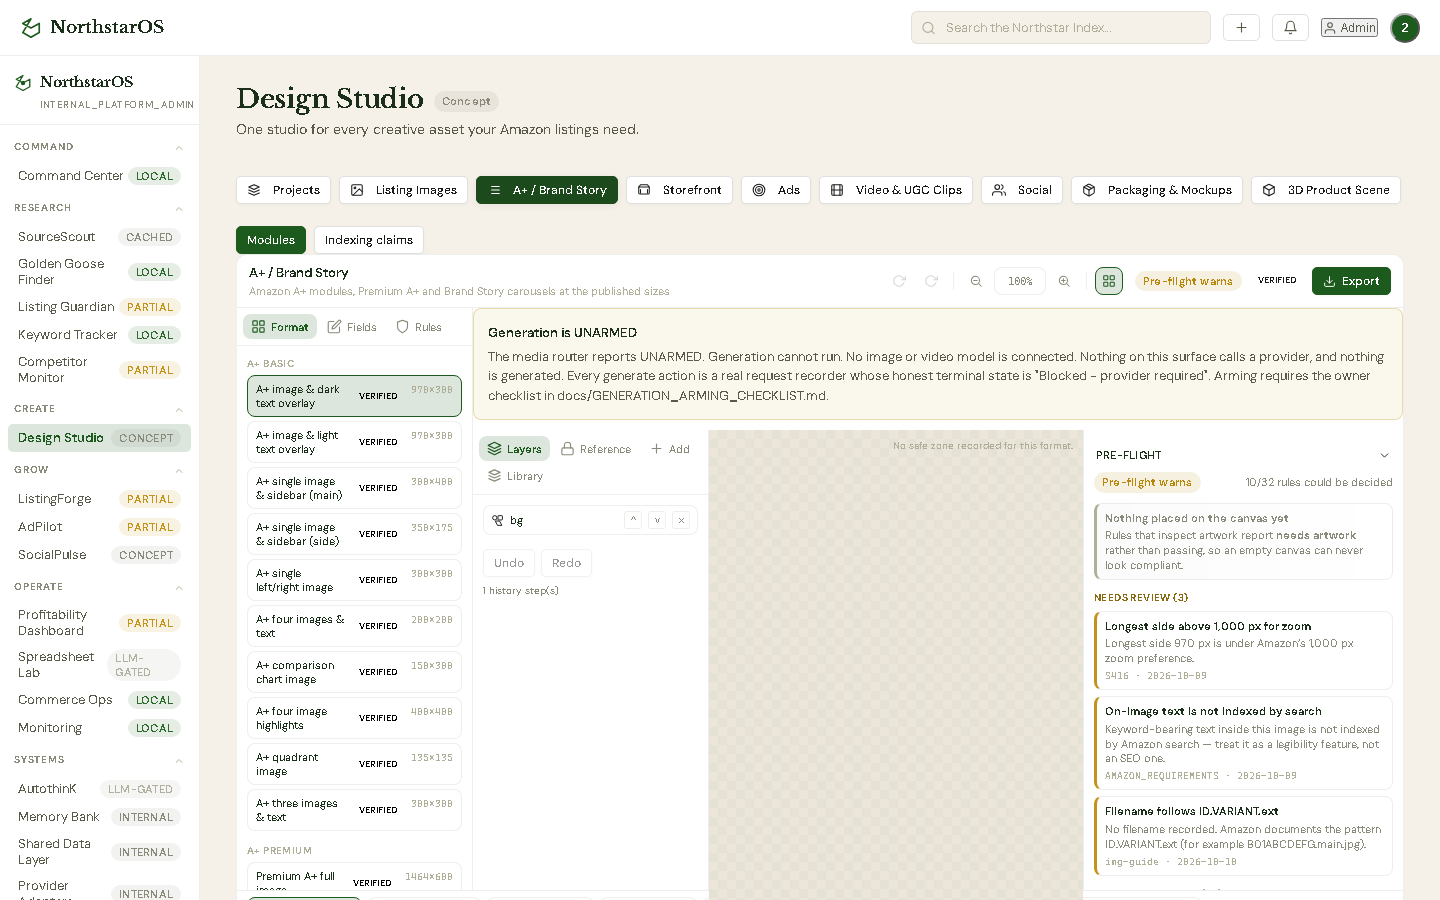 NorthstarOS
Search the Northstar Index...
Admin
2
NorthstarOS
INTERNAL_PLATFORM_ADMIN
COMMAND
Command Center LOCAL
RESEARCH
SourceScout CACHED
Golden Goose
Finder
LOCAL
Listing Guardian PARTIAL
Keyword Tracker LOCAL
Competitor
Monitor
PARTIAL
CREATE
Design Studio CONCEPT
GROW
ListingForge PARTIAL
AdPilot PARTIAL
SocialPulse CONCEPT
OPERATE
Profitability
Dashboard
PARTIAL
Spreadsheet
Lab
LLM-
GATED
Commerce Ops LOCAL
Monitoring LOCAL
SYSTEMS
AutothinK LLM-GATED
Memory Bank INTERNAL
Shared Data
Layer
INTERNAL
Provider
INTERNAL
Design Studio Concept
One studio for every creative asset your Amazon listings need.
Projects
Listing Images
A+ / Brand Story
Storefront
Ads
Video & UGC Clips
Social
Packaging & Mockups
3D Product Scene
Modules
Indexing claims
A+ / Brand Story
Amazon A+ modules, Premium A+ and Brand Story carousels at the published sizes
100%
Pre-flight warns
VERIFIED
Export
Format
Fields
Rules
A+ BASIC
A+ image & dark
text overlay
VERIFIED
970×300
A+ image & light
text overlay
VERIFIED
970×300
A+ single image
& sidebar (main)
VERIFIED
300×400
A+ single image
& sidebar (side)
VERIFIED
350×175
A+ single
left/right image
VERIFIED
300×300
A+ four images &
text
VERIFIED
200×200
A+ comparison
chart image
VERIFIED
150×300
A+ four image
highlights
VERIFIED
400×400
A+ quadrant
image
VERIFIED
135×135
A+ three images
& text
VERIFIED
300×300
A+ PREMIUM
Premium A+ full
image
VERIFIED
1464×600
Generation is UNARMED
The media router reports UNARMED. Generation cannot run. No image or video model is connected. Nothing on this surface calls a provider, and nothing
is generated. Every generate action is a real request recorder whose honest terminal state is "Blocked - provider required". Arming requires the owner
checklist in docs/GENERATION_ARMING_CHECKLIST.md.
Layers
Reference
Add
Library
bg
Undo
Redo
1 history step(s)
No safe zone recorded for this format.
PRE-FLIGHT
Pre-flight warns
10/32 rules could be decided
Nothing placed on the canvas yet
Rules that inspect artwork report needs artwork
rather than passing, so an empty canvas can never
look compliant.
NEEDS REVIEW (3)
Longest side above 1,000 px for zoom
Longest side 970 px is under Amazon's 1,000 px
zoom preference.
S416 · 2026-10-09
On-image text is not indexed by search
Keyword-bearing text inside this image is not indexed
by Amazon search — treat it as a legibility feature, not
an SEO one.
AMAZON_REQUIREMENTS · 2026-10-09
Filename follows ID.VARIANT.ext
No filename recorded. Amazon documents the pattern
ID.VARIANT.ext (for example B01ABCDEFG.main.jpg).
img-guide · 2026-10-10